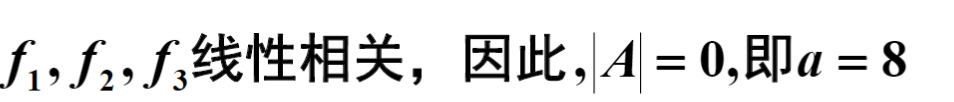 f₁, f₂, f₃线性相关，因此,|A| = 0,即a = 8